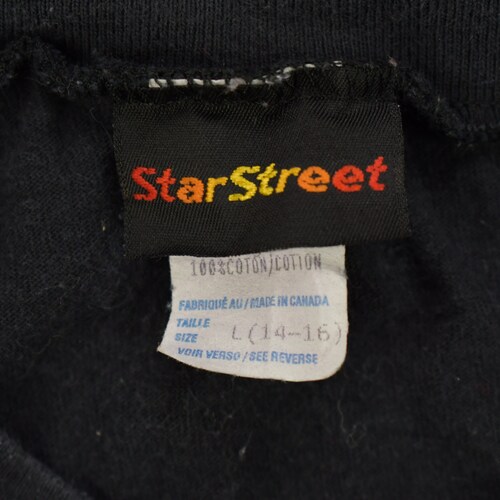 StarStreet
100%COTON/COTTON
FABRIQUÉ AU/MADE IN CANADA
TAILLE
SIZE L(14-16)
VOIR VERSO/SEE REVERSE